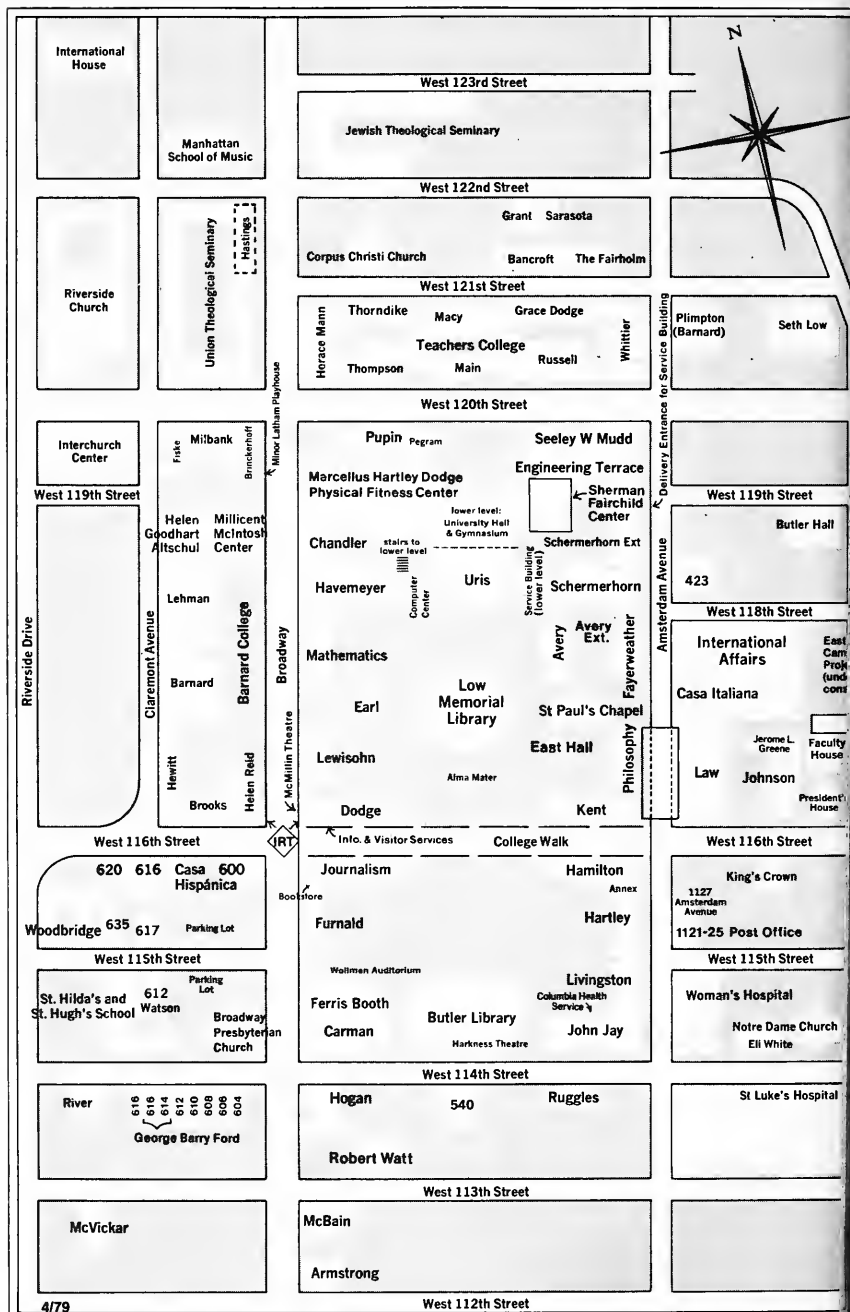 N
International
House
West 123rd Street
Jewish Theological Seminary
Manhattan
School of Music
West 122nd Street
Grant Sarasota
Hastings
Union Theological Seminary
Corpus Christi Church
Bancroft The Fairholm
Riverside
Church
West 121st Street
Horace Mann
Thorndike
Macy
Grace Dodge
Whittier
Teachers College
Thompson
Main
Russell
Plimpton
(Barnard)
Seth Low
Delivery Entrance for Service Building
Minor Latham Playhouse
West 120th Street
Interchurch
Center
Fiske
Milbank
Brinckerhoff
Pupin Pegram
Seeley W Mudd
Engineering Terrace
Marcellus Hartley Dodge
Physical Fitness Center
Sherman
Fairchild
Center
West 119th Street
West 119th Street
Helen
Goodhart
Altschul
Millicent
McIntosh
Center
lower level:
University Hall
& Gymnasium
Butler Hall
Chandler
stairs to
lower level
Schermerhorn Ext
Havemeyer
Computer
Center
Uris
Service Building
(lower level)
Schermerhorn
423
Lehman
Amsterdam Avenue
West 118th Street
Riverside Drive
Claremont Avenue
Barnard College
Broadway
Mathematics
Avery
Avery
Ext.
Fayerweather
International
Affairs
East
Cam
Proj
(und
cons
Barnard
Earl
Low
Memorial
Library
St Paul's Chapel
Casa Italiana
McMillin Theatre
Hewitt
Brooks
Helen Reid
Lewisohn
East Hall
Philosophy
Law
Jerome L.
Greene
Johnson
Faculty
House
President's
House
Alma Mater
Dodge
Kent
West 116th Street
IRT
Info. & Visitor Services
College Walk
West 116th Street
620 616 Casa 600
Hispánica
Journalism
Bookstore
Hamilton
Annex
King's Crown
1127
Amsterdam
Avenue
Woodbridge 635 617 Parking Lot
Furnald
Hartley
1121-25 Post Office
West 115th Street
West 115th Street
Wollman Auditorium
St. Hilda's and
St. Hugh's School
612
Watson
Parking
Lot
Broadway
Presbyterian
Church
Ferris Booth
Carman
Butler Library
Harkness Theatre
Livingston
Columbia Health
Service
John Jay
Woman's Hospital
Notre Dame Church
Eli White
West 114th Street
River
616 616 614 612 610 608 606 604
George Barry Ford
Hogan
540
Ruggles
St Luke's Hospital
Robert Watt
West 113th Street
McVickar
McBain
Armstrong
4/79
West 112th Street